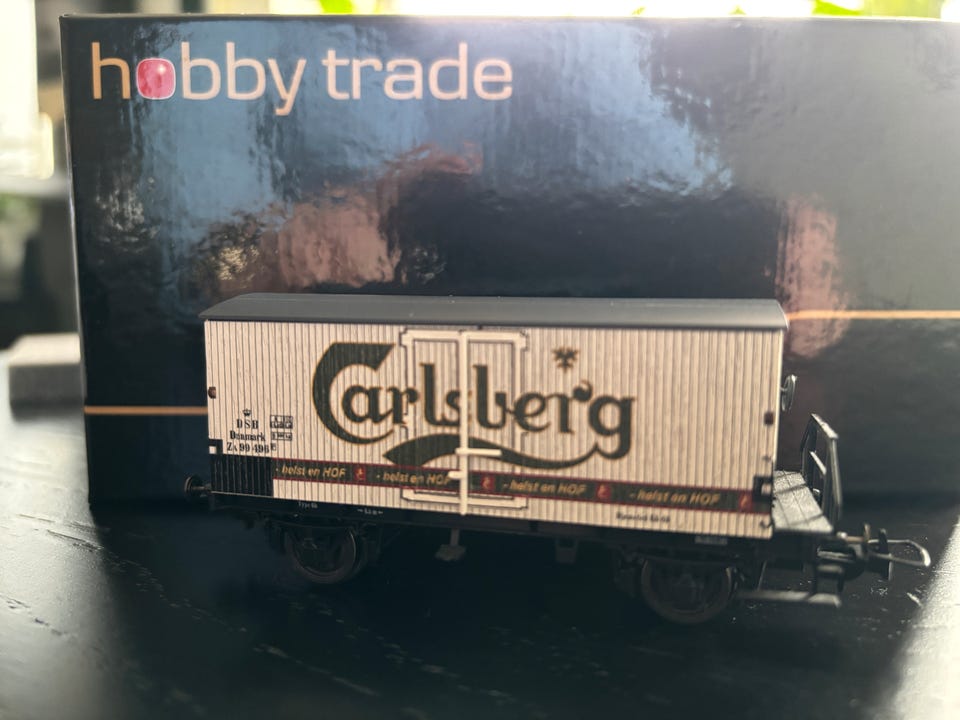 hobby trade
Carlsberg
DSB
Danmark
- helst en HOF - helst en HOF - helst en HOF - helst en HOF